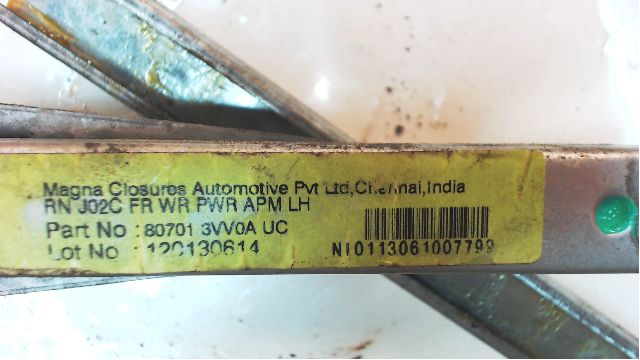 Magna Closures Automotive Pvt Ltd,Chennai,India
RN J02C FR WR PWR APM LH
Part No : 80701 3VV0A UC
Lot No : 120130614
NI0113061007799